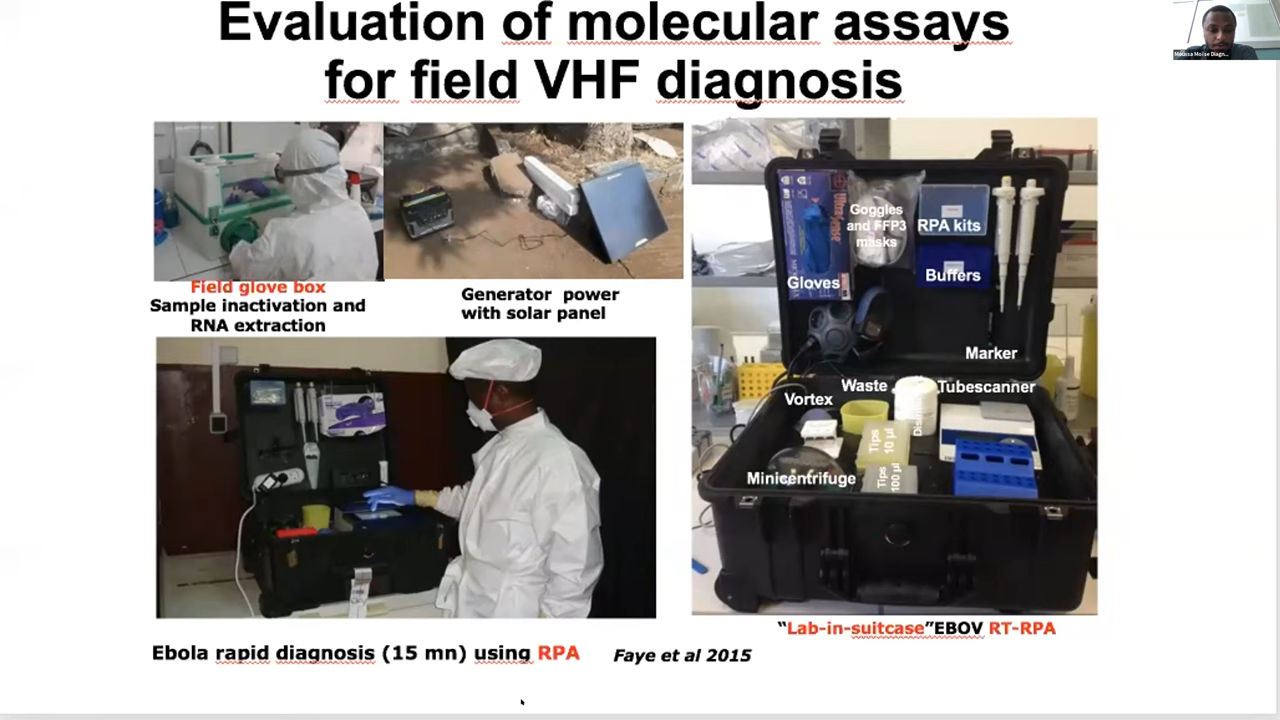 Evaluation of molecular assays
for field VHF diagnosis
Field glove box
Sample inactivation and
RNA extraction
Generator power
with solar panel
Goggles
and FFP3
masks
RPA kits
Gloves
Buffers
Marker
Waste
Tubescanner
Vortex
Tips
10 µl
Minicentrifuge
Tips
100 µl
"Lab-in-suitcase"EBOV RT-RPA
Ebola rapid diagnosis (15 mn) using RPA
Faye et al 2015